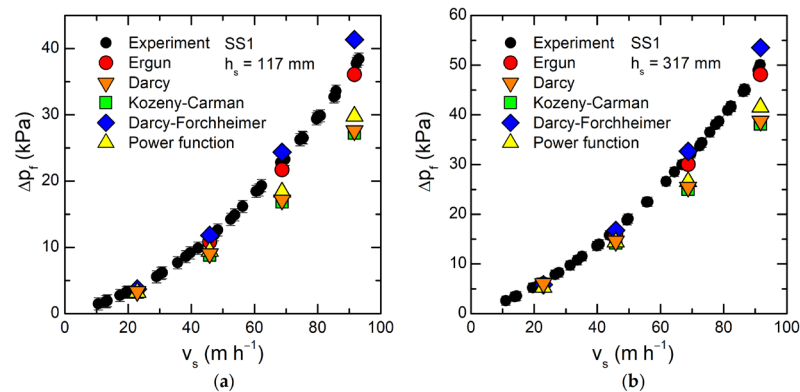 40
30
20
10
0
Δp_f (kPa)
Experiment SS1
Ergun h_s = 117 mm
Darcy
Kozeny-Carman
Darcy-Forchheimer
Power function
0 20 40 60 80 100
v_s (m h⁻¹)
(a)
60
50
40
30
20
10
0
Δp_f (kPa)
Experiment SS1
Ergun h_s = 317 mm
Darcy
Kozeny-Carman
Darcy-Forchheimer
Power function
0 20 40 60 80 100
v_s (m h⁻¹)
(b)